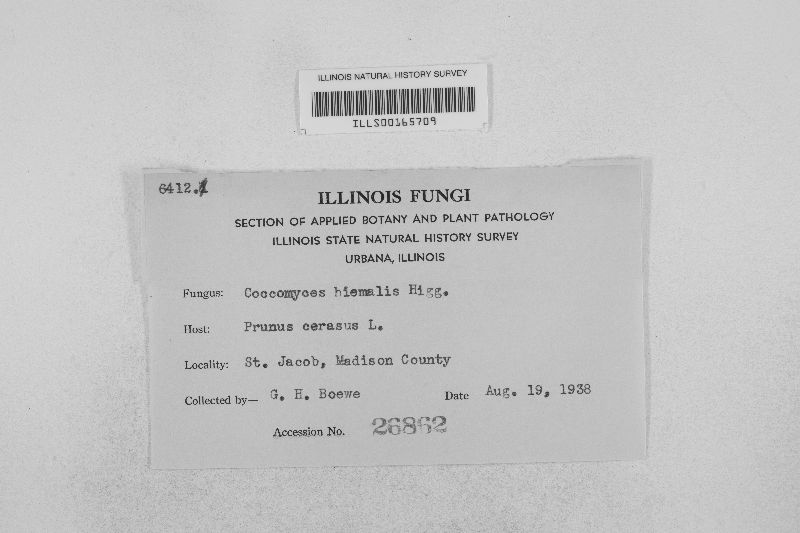 ILLINOIS NATURAL HISTORY SURVEY
ILLS00165709
6412.1
ILLINOIS FUNGI
SECTION OF APPLIED BOTANY AND PLANT PATHOLOGY
ILLINOIS STATE NATURAL HISTORY SURVEY
URBANA, ILLINOIS
Fungus: Coccomyces hiemalis Higg.
Host: Prunus cerasus L.
Locality: St. Jacob, Madison County
Collected by— G. H. Boewe Date Aug. 19, 1938
Accession No. 26862